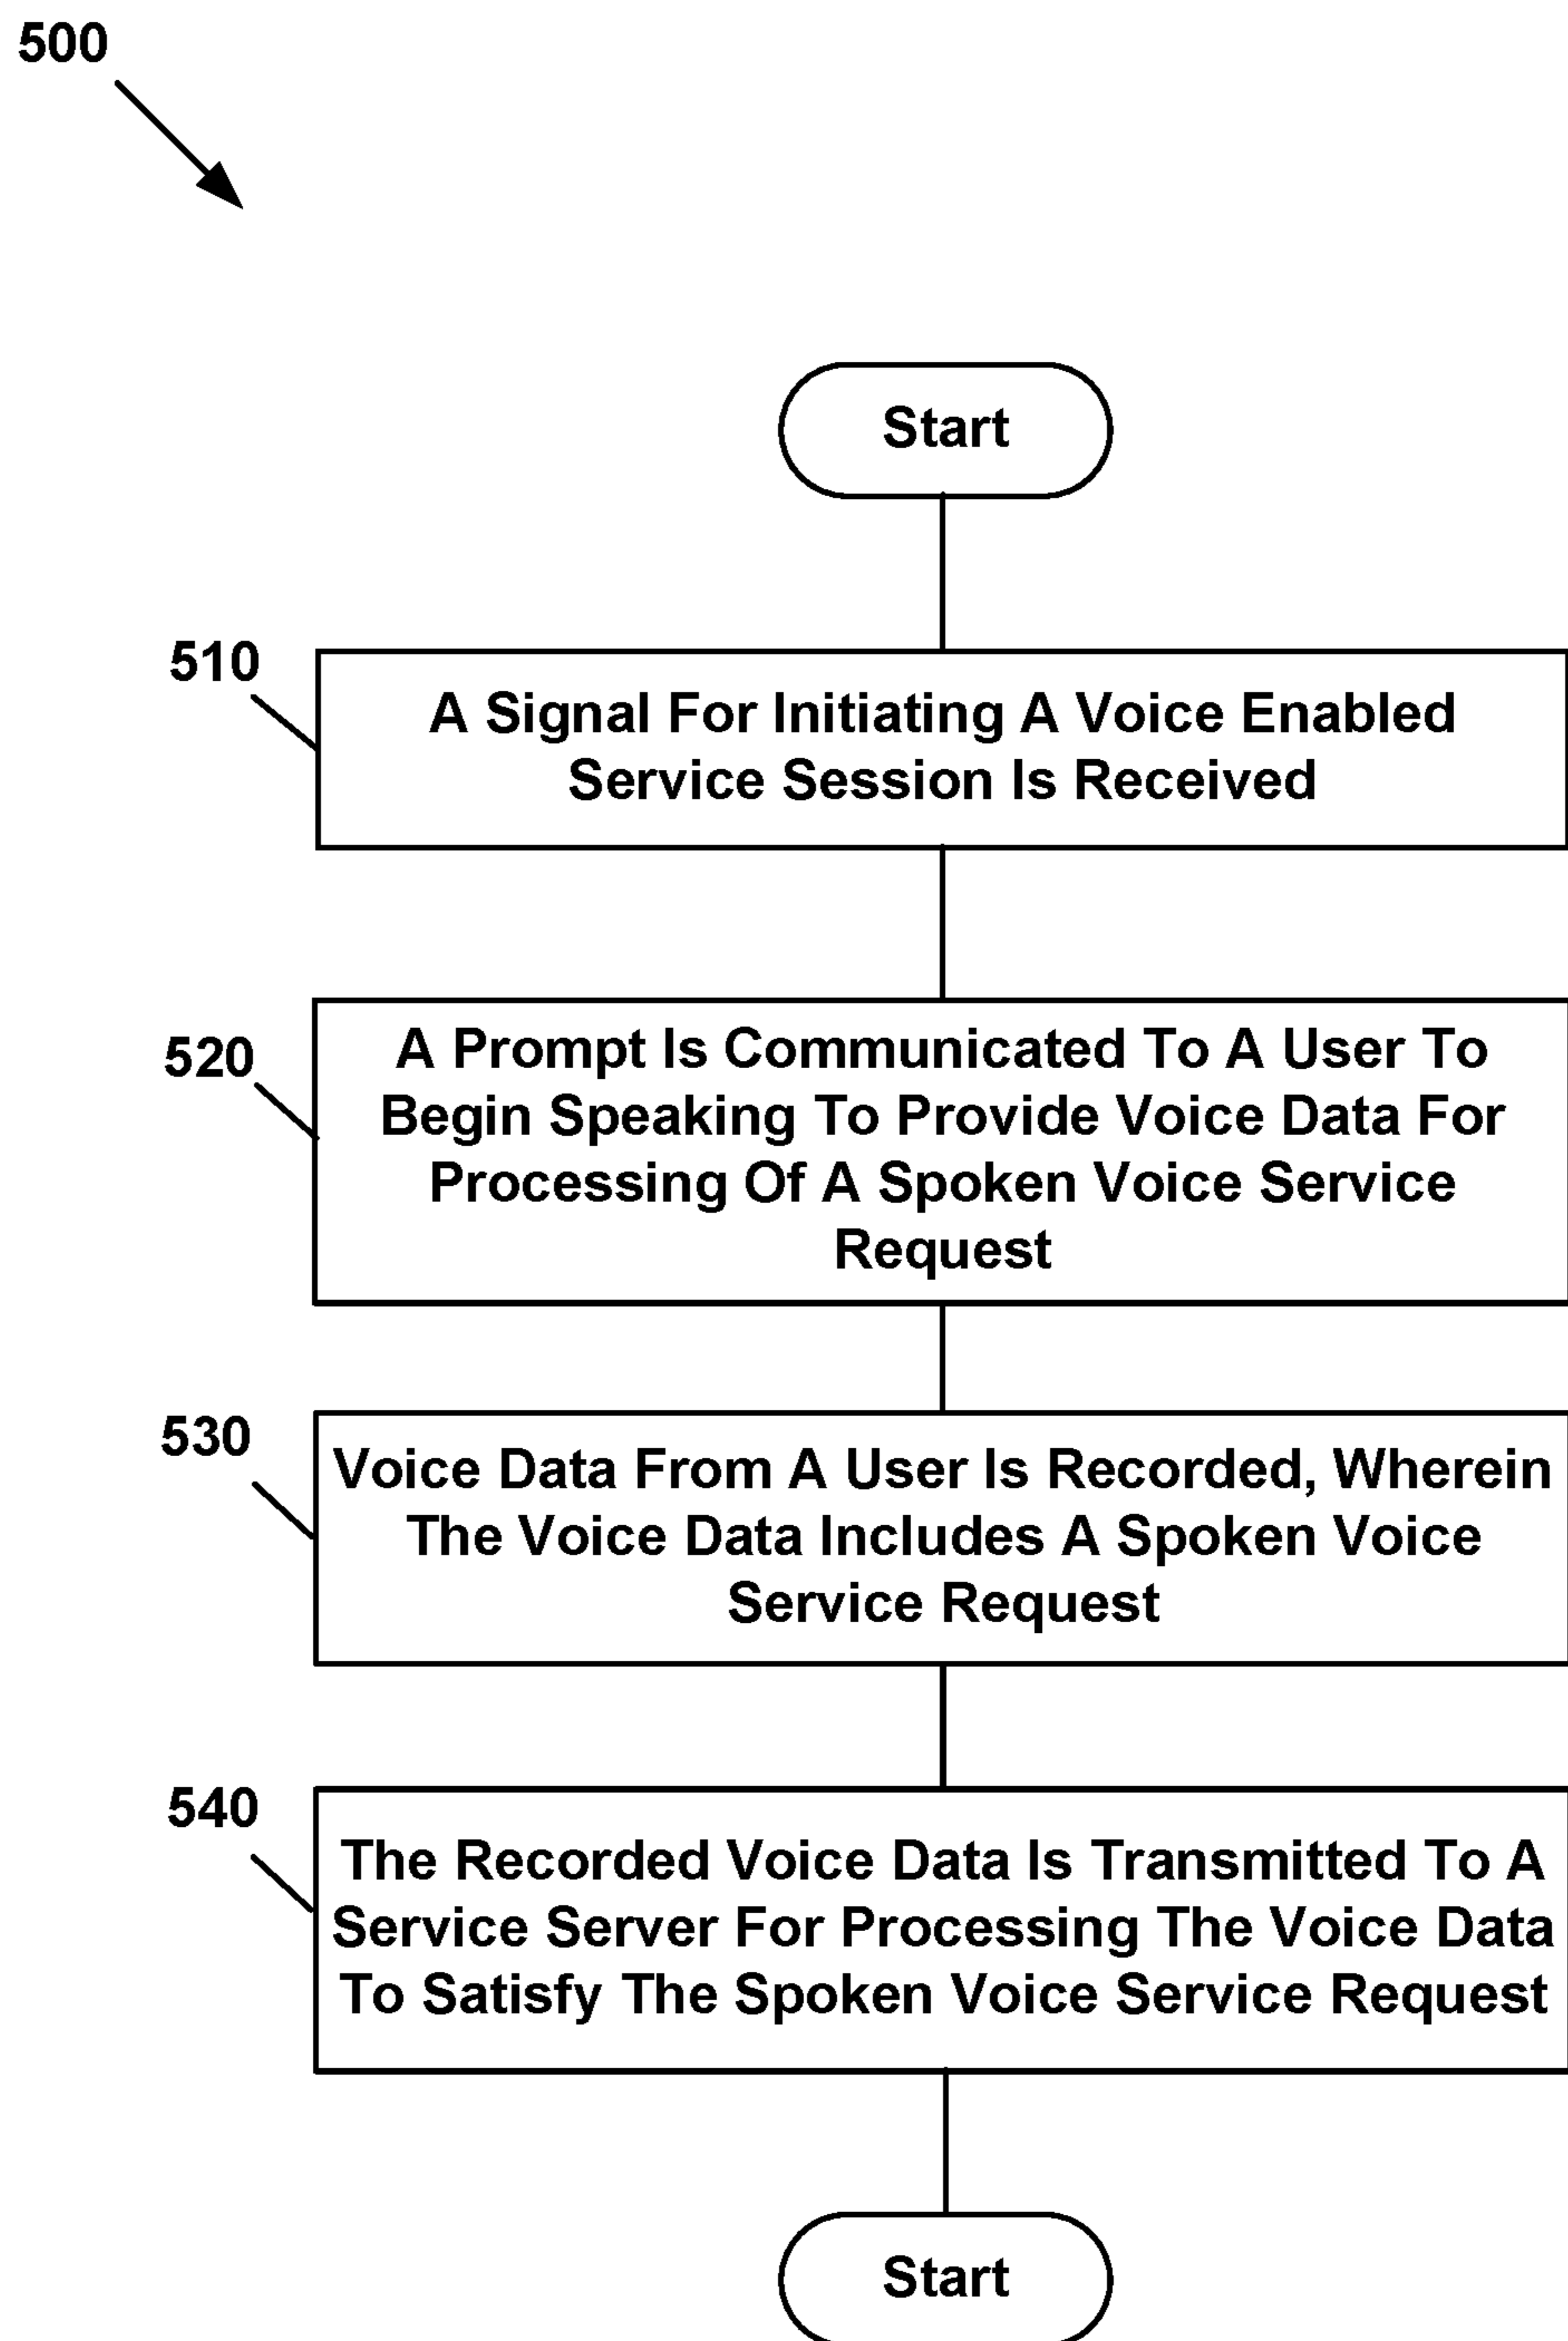 500
Start
510
A Signal For Initiating A Voice Enabled
Service Session Is Received
520
A Prompt Is Communicated To A User To
Begin Speaking To Provide Voice Data For
Processing Of A Spoken Voice Service
Request
530
Voice Data From A User Is Recorded, Wherein
The Voice Data Includes A Spoken Voice
Service Request
540
The Recorded Voice Data Is Transmitted To A
Service Server For Processing The Voice Data
To Satisfy The Spoken Voice Service Request
Start